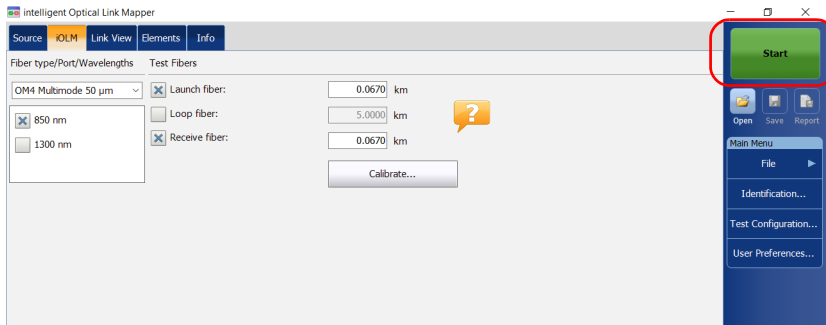 intelligent Optical Link Mapper
Source iOLM Link View Elements Info
Start
Fiber type/Port/Wavelengths Test Fibers
OM4 Multimode 50 µm
Launch fiber: 0.0670 km
850 nm
Loop fiber: 5.0000 km
?
1300 nm
Receive fiber: 0.0670 km
Calibrate...
Open Save Report
Main Menu
File
Identification...
Test Configuration...
User Preferences...